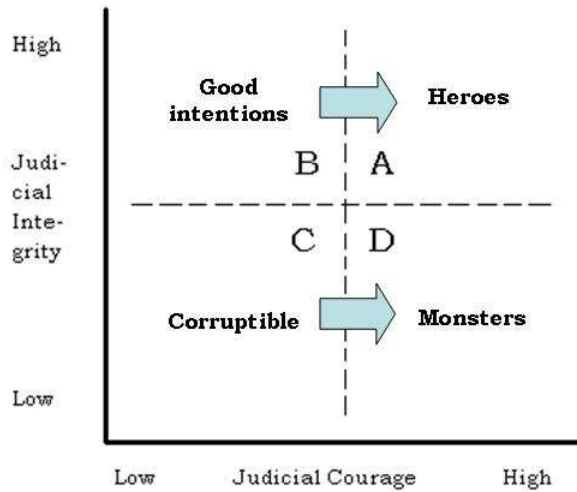 High
Good
intentions
Heroes
Judi-
cial
Inte-
grity
B
A
C
D
Corruptible
Monsters
Low
Low
Judicial Courage
High